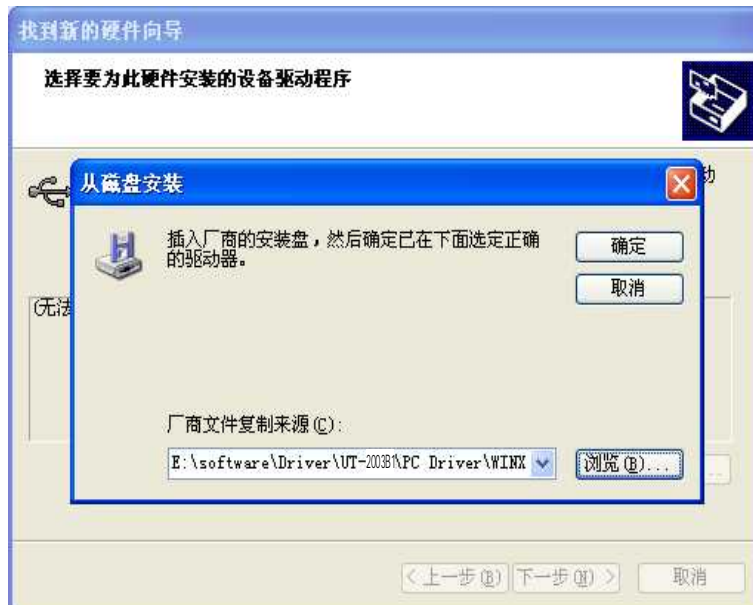 找到新的硬件向导
选择要为此硬件安装的设备驱动程序
动
从磁盘安装
插入厂商的安装盘，然后确定已在下面选定正确
的驱动器。
确定
取消
(无法
厂商文件复制来源(C):
E:\software\Driver\UT-200381\PC Driver\WINX
浏览(B)...
...
< 上一步(B)
下一步(N) >
取消